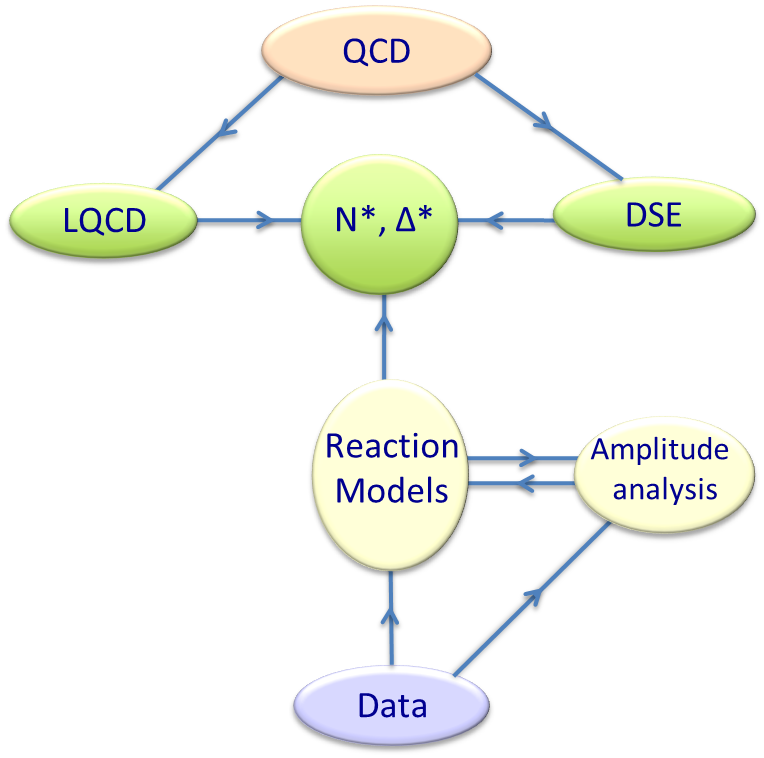 QCD
LQCD
N*, Δ*
DSE
Reaction
Models
Amplitude
analysis
Data